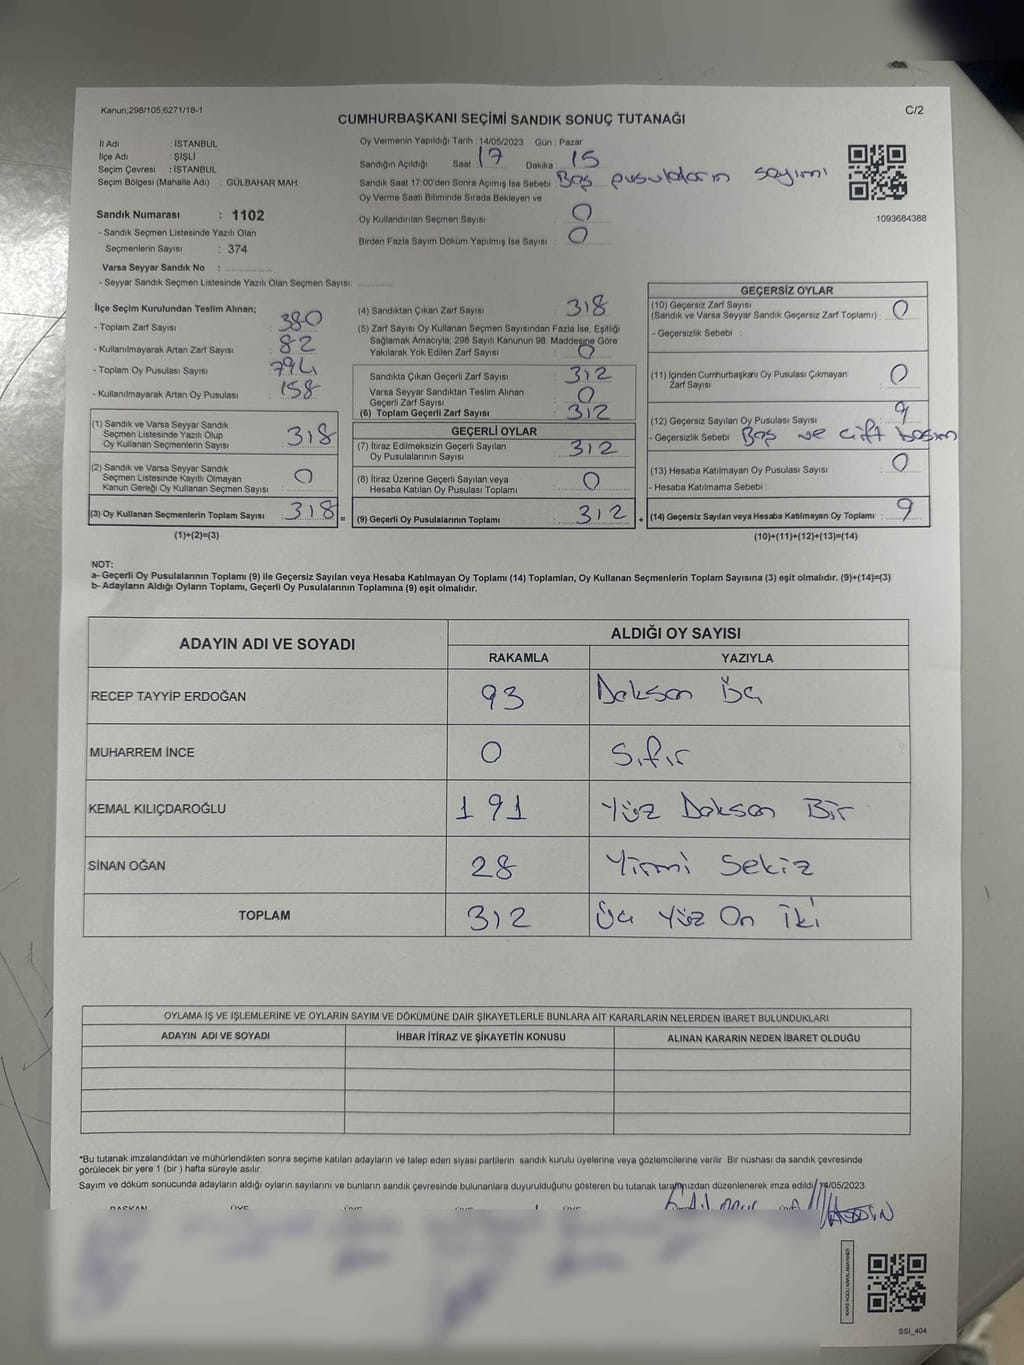 Kanun;298/105,6271/18-1
C/2
CUMHURBAŞKANI SEÇİMİ SANDIK SONUÇ TUTANAĞI
İl Adı : İSTANBUL
İlçe Adı : ŞİŞLİ
Seçim Çevresi : İSTANBUL
Seçim Bölgesi (Mahalle Adı) : GÜLBAHAR MAH.
Sandık Numarası : 1102
- Sandık Seçmen Listesinde Yazılı Olan
Seçmenlerin Sayısı : 374
Varsa Seyyar Sandık No :
- Seyyar Sandık Seçmen Listesinde Yazılı Olan Seçmen Sayısı:
Oy Vermenin Yapıldığı Tarih : 14/05/2023 Gün : Pazar
Sandığın Açıldığı Saat 17 Dakika : 15
Sandık Saat 17:00'den Sonra Açımış İse Sebebi : Boş pusulaların sayımı
Oy Verme Saati Bitiminde Sırada Bekleyen ve
Oy Kullandırılan Seçmen Sayısı : 0
Birden Fazla Sayım Döküm Yapılmış İse Sayısı : 0
1093684388
İlçe Seçim Kurulundan Teslim Alınan;
- Toplam Zarf Sayısı : 380
- Kullanılmayarak Artan Zarf Sayısı : 82
- Toplam Oy Pusulası Sayısı : 794
- Kullanılmayarak Artan Oy Pusulası : 158
(1) Sandık ve Varsa Seyyar Sandık
Seçmen Listesinde Yazılı Olup
Oy Kullanan Seçmenlerin Sayısı : 318
(2) Sandık ve Varsa Seyyar Sandık
Seçmen Listesinde Kayıtlı Olmayan
Kanun Gereği Oy Kullanan Seçmen Sayısı : 0
(3) Oy Kullanan Seçmenlerin Toplam Sayısı : 318
(1)+(2)=(3)
(4) Sandıktan Çıkan Zarf Sayısı : 318
(5) Zarf Sayısı Oy Kullanan Seçmen Sayısından Fazla İse, Eşitliği
Sağlamak Amacıyla; 298 Sayılı Kanunun 98. Maddesine Göre
Yakılarak Yok Edilen Zarf Sayısı : 0
Sandıkta Çıkan Geçerli Zarf Sayısı : 312
Varsa Seyyar Sandıktan Teslim Alınan
Geçerli Zarf Sayısı : 0
(6) Toplam Geçerli Zarf Sayısı : 312
GEÇERLİ OYLAR
(7) İtiraz Edilmeksizin Geçerli Sayılan
Oy Pusulalarının Sayısı : 312
(8) İtiraz Üzerine Geçerli Sayılan veya
Hesaba Katılan Oy Pusulası Toplamı : 0
= (9) Geçerli Oy Pusulalarının Toplamı : 312
GEÇERSİZ OYLAR
(10) Geçersiz Zarf Sayısı
(Sandık ve Varsa Seyyar Sandık Geçersiz Zarf Toplamı) : 0
- Geçersizlik Sebebi :
(11) İçinden Cumhurbaşkanı Oy Pusulası Çıkmayan
Zarf Sayısı : 0
(12) Geçersiz Sayılan Oy Pusulası Sayısı : 9
- Geçersizlik Sebebi : Boş ve çift basım
(13) Hesaba Katılmayan Oy Pusulası Sayısı : 0
- Hesaba Katılmama Sebebi :
+ (14) Geçersiz Sayılan veya Hesaba Katılmayan Oy Toplamı : 9
(10)+(11)+(12)+(13)=(14)
NOT:
a- Geçerli Oy Pusulalarının Toplamı (9) ile Geçersiz Sayılan veya Hesaba Katılmayan Oy Toplamı (14) Toplamları, Oy Kullanan Seçmenlerin Toplam Sayısına (3) eşit olmalıdır. (9)+(14)=(3)
b- Adayların Aldığı Oyların Toplamı, Geçerli Oy Pusulalarının Toplamına (9) eşit olmalıdır.
ADAYIN ADI VE SOYADI ALDIĞI OY SAYISI
RAKAMLA YAZIYLA
RECEP TAYYİP ERDOĞAN 93 Doksan Üç
MUHARREM İNCE 0 Sıfır
KEMAL KILIÇDAROĞLU 191 Yüz Doksan Bir
SİNAN OĞAN 28 Yirmi Sekiz
TOPLAM 312 Üç Yüz On İki
OYLAMA İŞ VE İŞLEMLERİNE VE OYLARIN SAYIM VE DÖKÜMÜNE DAİR ŞİKAYETLERLE BUNLARA AİT KARARLARIN NELERDEN İBARET BULUNDUKLARI
ADAYIN ADI VE SOYADI İHBAR İTİRAZ VE ŞİKAYETİN KONUSU ALINAN KARARIN NEDEN İBARET OLDUĞU
*Bu tutanak imzalandıktan ve mühürlendikten sonra seçime katılan adayların ve talep eden siyasi partilerin sandık kurulu üyelerine veya gözlemcilerine verilir. Bir nüshası da sandık çevresinde
görülecek bir yere 1 (bir ) hafta süreyle asılır.
Sayım ve döküm sonucunda adayların aldığı oyların sayılarını ve bunların sandık çevresinde bulunanlara duyurulduğunu gösteren bu tutanak tarafımızdan düzenlenerek imza edildi. 14/05/2023
BAŞKAN ÜYE ÜYE ÜYE
SSI_404